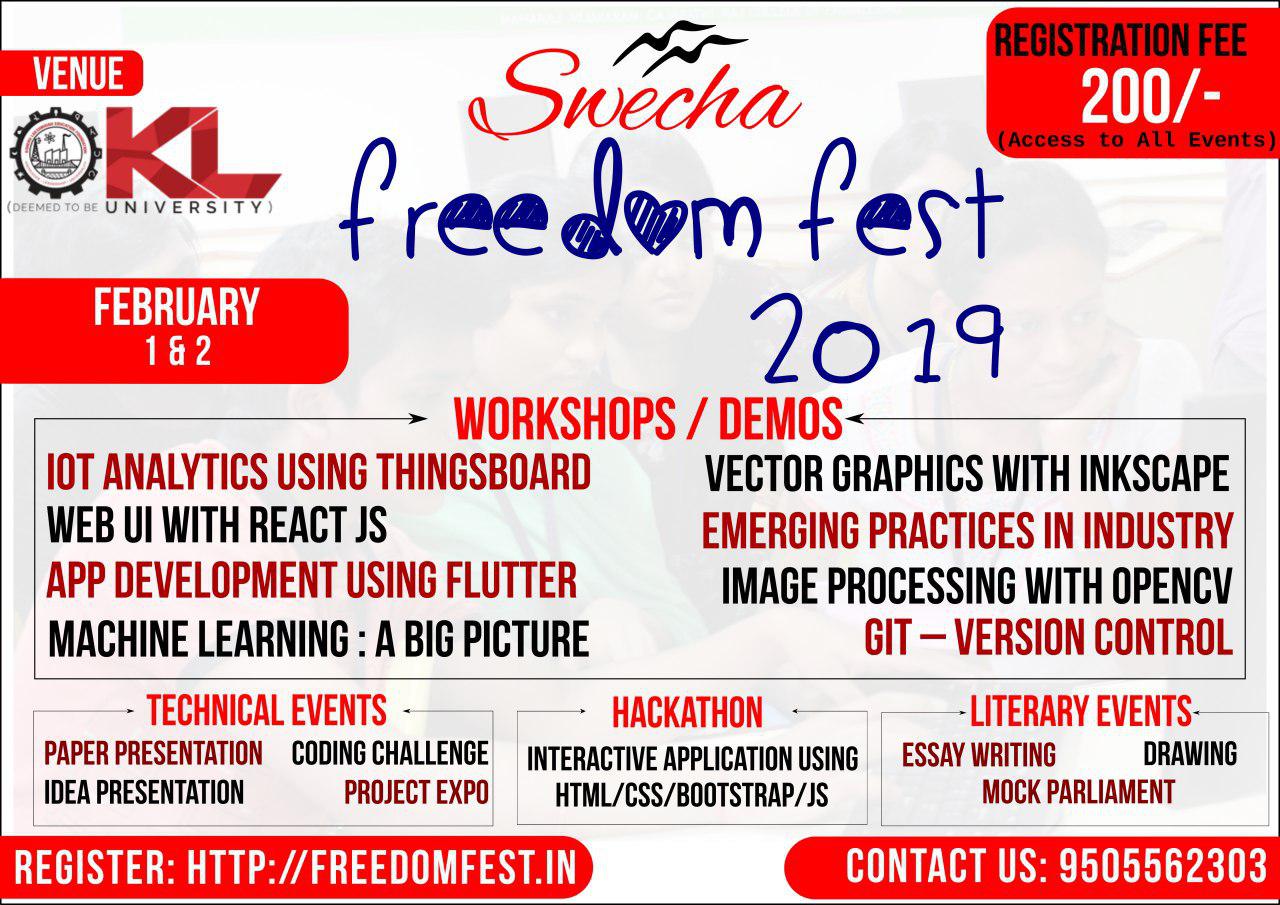 VENUE
KL
(DEEMED TO BE UNIVERSITY)
Swecha
freedom fest
2019
REGISTRATION FEE
200/-
(Access to All Events)
FEBRUARY
1 & 2
WORKSHOPS / DEMOS
IOT ANALYTICS USING THINGSBOARD
WEB UI WITH REACT JS
APP DEVELOPMENT USING FLUTTER
MACHINE LEARNING : A BIG PICTURE
VECTOR GRAPHICS WITH INKSCAPE
EMERGING PRACTICES IN INDUSTRY
IMAGE PROCESSING WITH OPENCV
GIT – VERSION CONTROL
TECHNICAL EVENTS
PAPER PRESENTATION CODING CHALLENGE
IDEA PRESENTATION PROJECT EXPO
HACKATHON
INTERACTIVE APPLICATION USING
HTML/CSS/BOOTSTRAP/JS
LITERARY EVENTS
ESSAY WRITING DRAWING
MOCK PARLIAMENT
REGISTER: HTTP://FREEDOMFEST.IN
CONTACT US: 9505562303